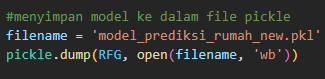 #menyimpan model ke dalam file pickle
filename = 'model_prediksi_rumah_new.pkl'
pickle.dump(RFG, open(filename, 'wb'))